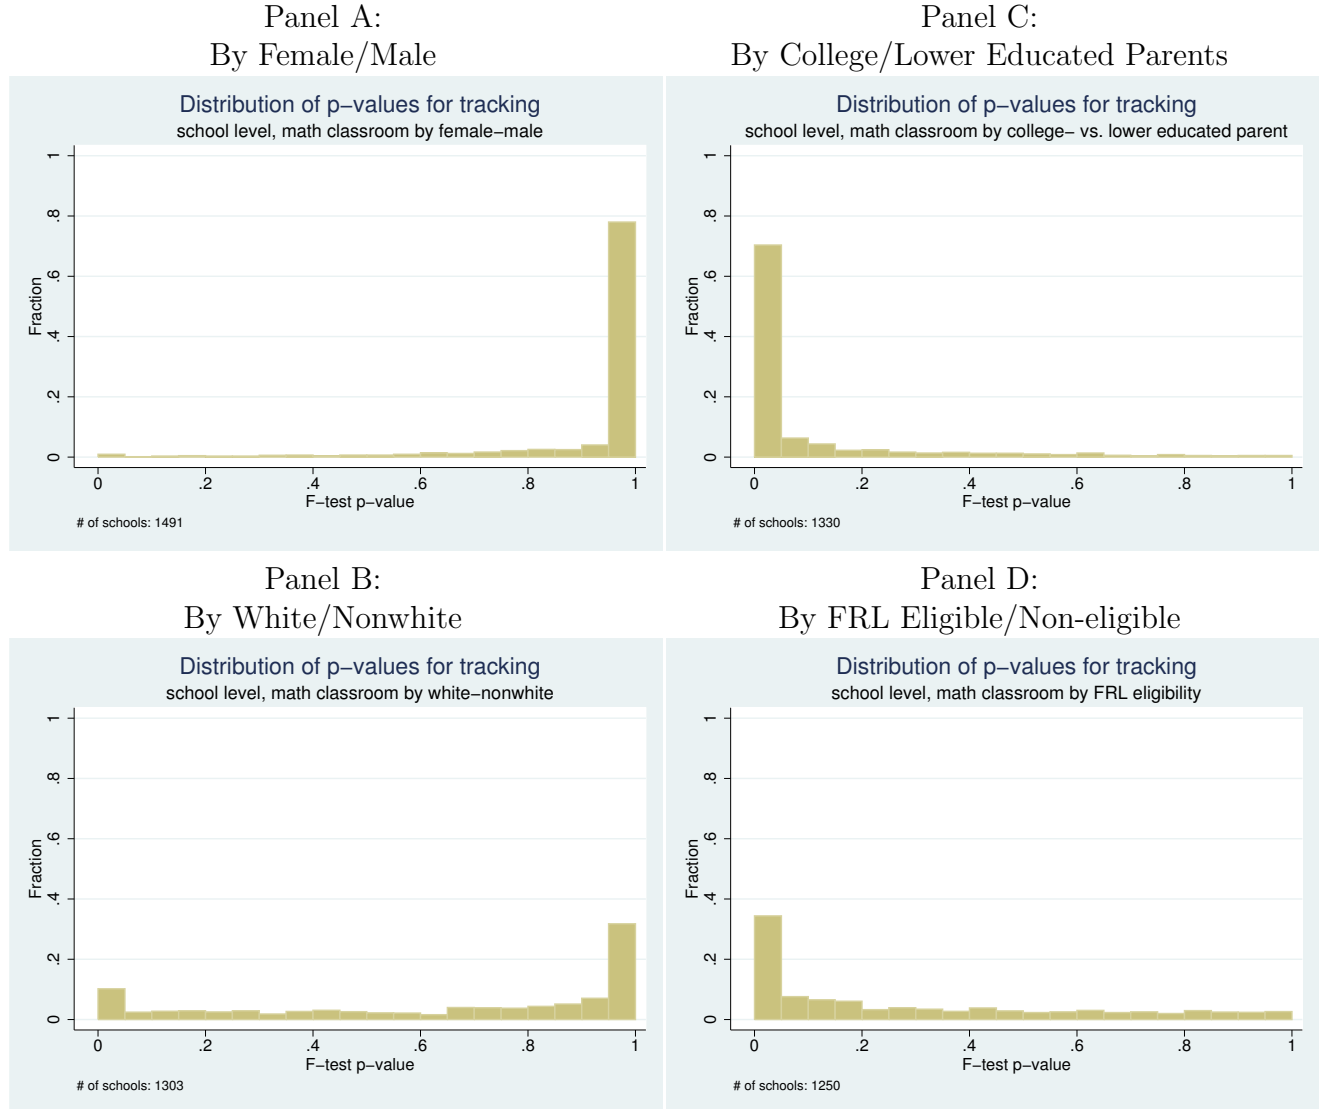 Panel A:
By Female/Male
Distribution of p−values for tracking
school level, math classroom by female−male
Fraction
1
.8
.6
.4
.2
0
0 .2 .4 .6 .8 1
F−test p−value
# of schools: 1491
Panel C:
By College/Lower Educated Parents
Distribution of p−values for tracking
school level, math classroom by college− vs. lower educated parent
Fraction
1
.8
.6
.4
.2
0
0 .2 .4 .6 .8 1
F−test p−value
# of schools: 1330
Panel B:
By White/Nonwhite
Distribution of p−values for tracking
school level, math classroom by white−nonwhite
Fraction
1
.8
.6
.4
.2
0
0 .2 .4 .6 .8 1
F−test p−value
# of schools: 1303
Panel D:
By FRL Eligible/Non-eligible
Distribution of p−values for tracking
school level, math classroom by FRL eligibility
Fraction
1
.8
.6
.4
.2
0
0 .2 .4 .6 .8 1
F−test p−value
# of schools: 1250